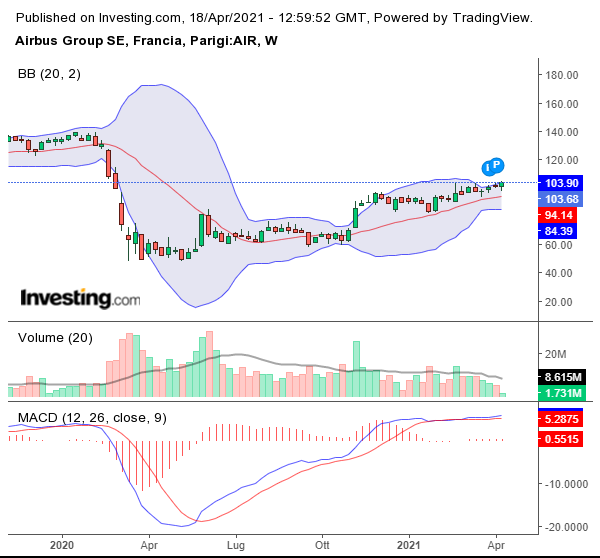 Published on Investing.com, 18/Apr/2021 - 12:59:52 GMT, Powered by TradingView.
Airbus Group SE, Francia, Parigi:AIR, W
BB (20, 2)
180.00
160.00
140.00
120.00
i P
103.90
103.68
94.14
84.39
60.00
40.00
20.00
Investing.com
Volume (20)
20M
8.615M
1.731M
MACD (12, 26, close, 9)
5.2875
0.5515
-10.0000
-20.0000
2020 Apr Lug Ott 2021 Apr